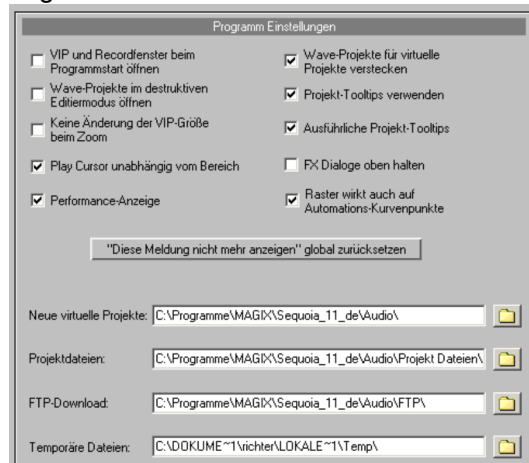 Programm Einstellungen
VIP und Recordfenster beim
Programmstart öffnen
Wave-Projekte im destruktiven
Editiermodus öffnen
Keine Änderung der VIP-Größe
beim Zoom
Play Cursor unabhängig vom Bereich
Performance-Anzeige
Wave-Projekte für virtuelle
Projekte verstecken
Projekt-Tooltips verwenden
Ausführliche Projekt-Tooltips
FX Dialoge oben halten
Raster wirkt auch auf
Automations-Kurvenpunkte
"Diese Meldung nicht mehr anzeigen" global zurücksetzen
Neue virtuelle Projekte: C:\Programme\MAGIX\Sequoia_11_de\Audio\
Projektdateien: C:\Programme\MAGIX\Sequoia_11_de\Audio\Projekt Dateien\
FTP-Download: C:\Programme\MAGIX\Sequoia_11_de\Audio\FTP\
Temporäre Dateien: C:\DOKUME~1\richter\LOKALE~1\Temp\